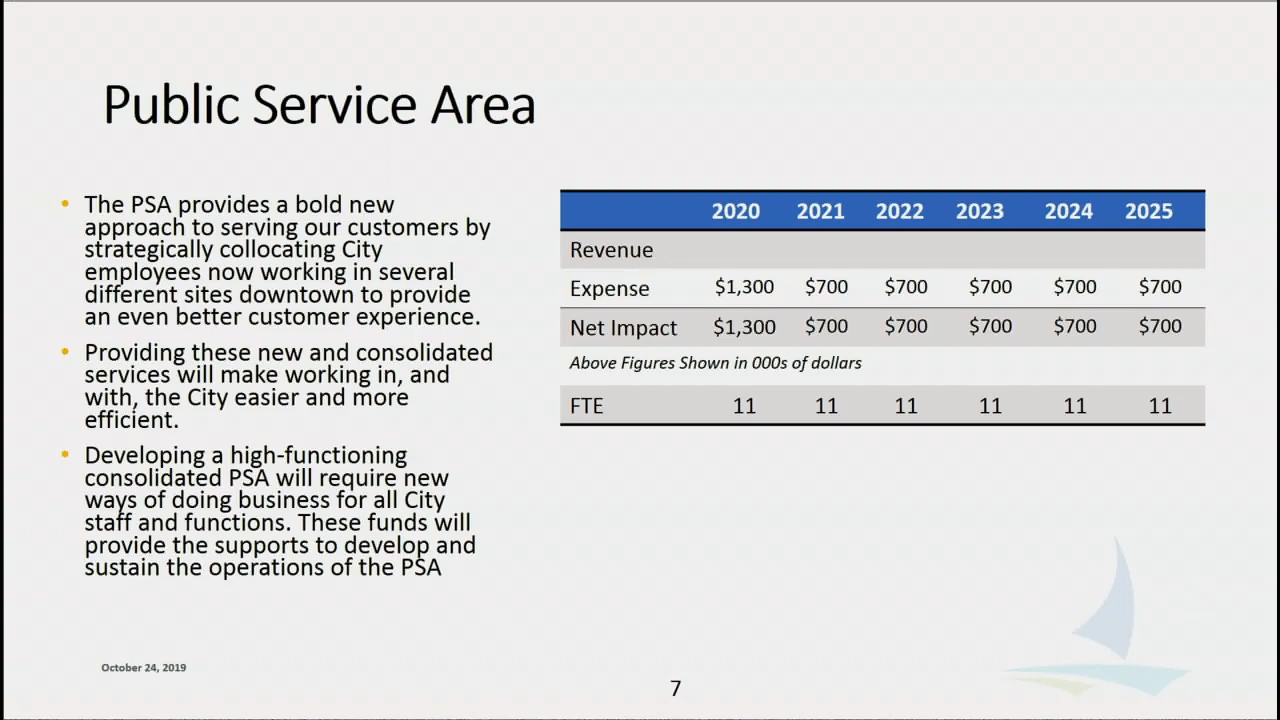 Public Service Area
• The PSA provides a bold new
approach to serving our customers by
strategically collocating City
employees now working in several
different sites downtown to provide
an even better customer experience.
• Providing these new and consolidated
services will make working in, and
with, the City easier and more
efficient.
• Developing a high-functioning
consolidated PSA will require new
ways of doing business for all City
staff and functions. These funds will
provide the supports to develop and
sustain the operations of the PSA
2020 2021 2022 2023 2024 2025
Revenue
Expense $1,300 $700 $700 $700 $700 $700
Net Impact $1,300 $700 $700 $700 $700 $700
Above Figures Shown in 000s of dollars
FTE 11 11 11 11 11 11
October 24, 2019
7